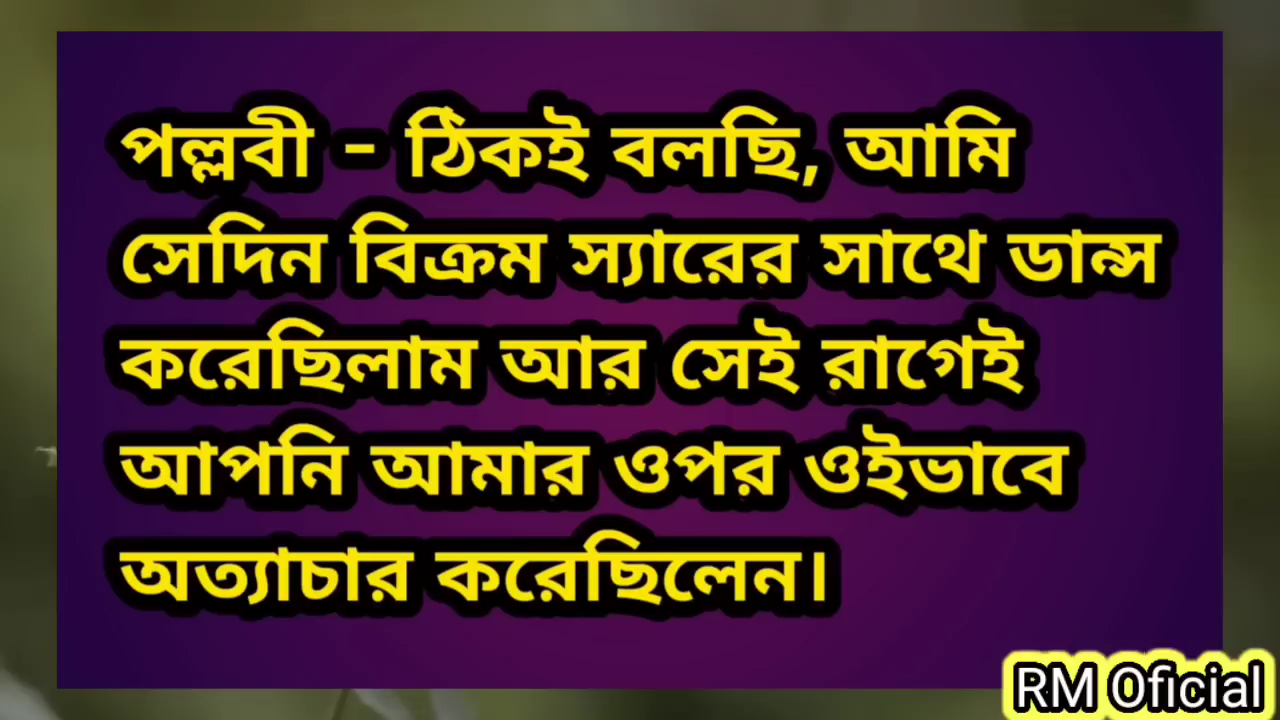 পল্লবী - ঠিকই বলছি, আমি
সেদিন বিক্রম স্যারের সাথে ডান্স
করেছিলাম আর সেই রাগেই
আপনি আমার ওপর ওইভাবে
অত্যাচার করেছিলেন।
RM Oficial